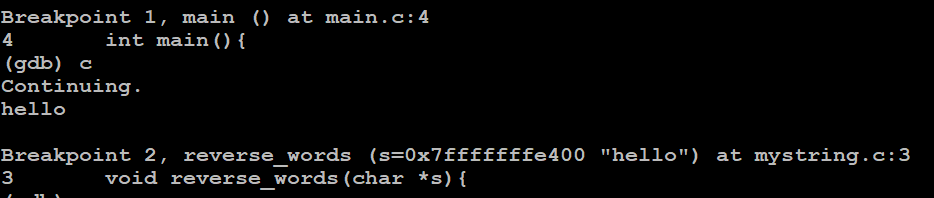 Breakpoint 1, main () at main.c:4
4       int main(){
(gdb) c
Continuing.
hello
Breakpoint 2, reverse_words (s=0x7fffffffe400 "hello") at mystring.c:3
3       void reverse_words(char *s){